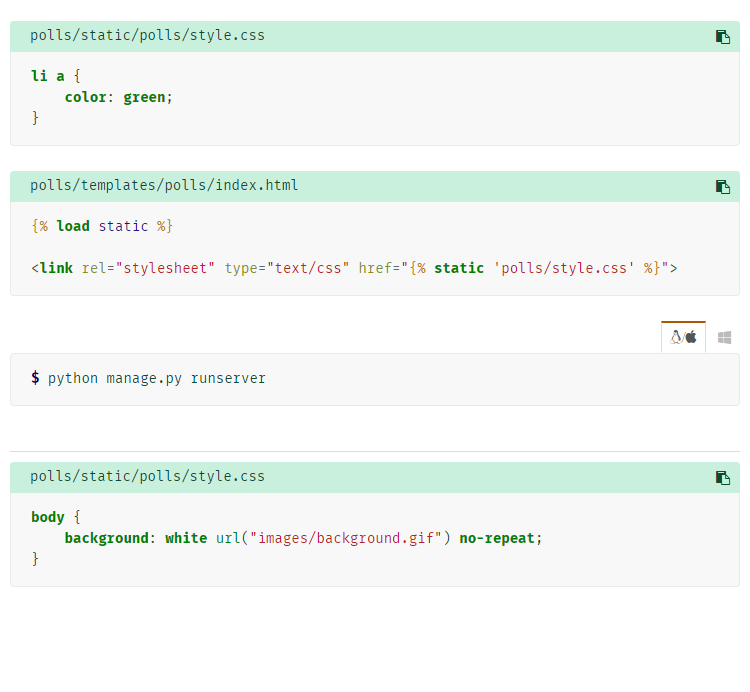 polls/static/polls/style.css
li a {
    color: green;
}
polls/templates/polls/index.html
{% load static %}
<link rel="stylesheet" type="text/css" href="{% static 'polls/style.css' %}">
/
$ python manage.py runserver
polls/static/polls/style.css
body {
    background: white url("images/background.gif") no-repeat;
}